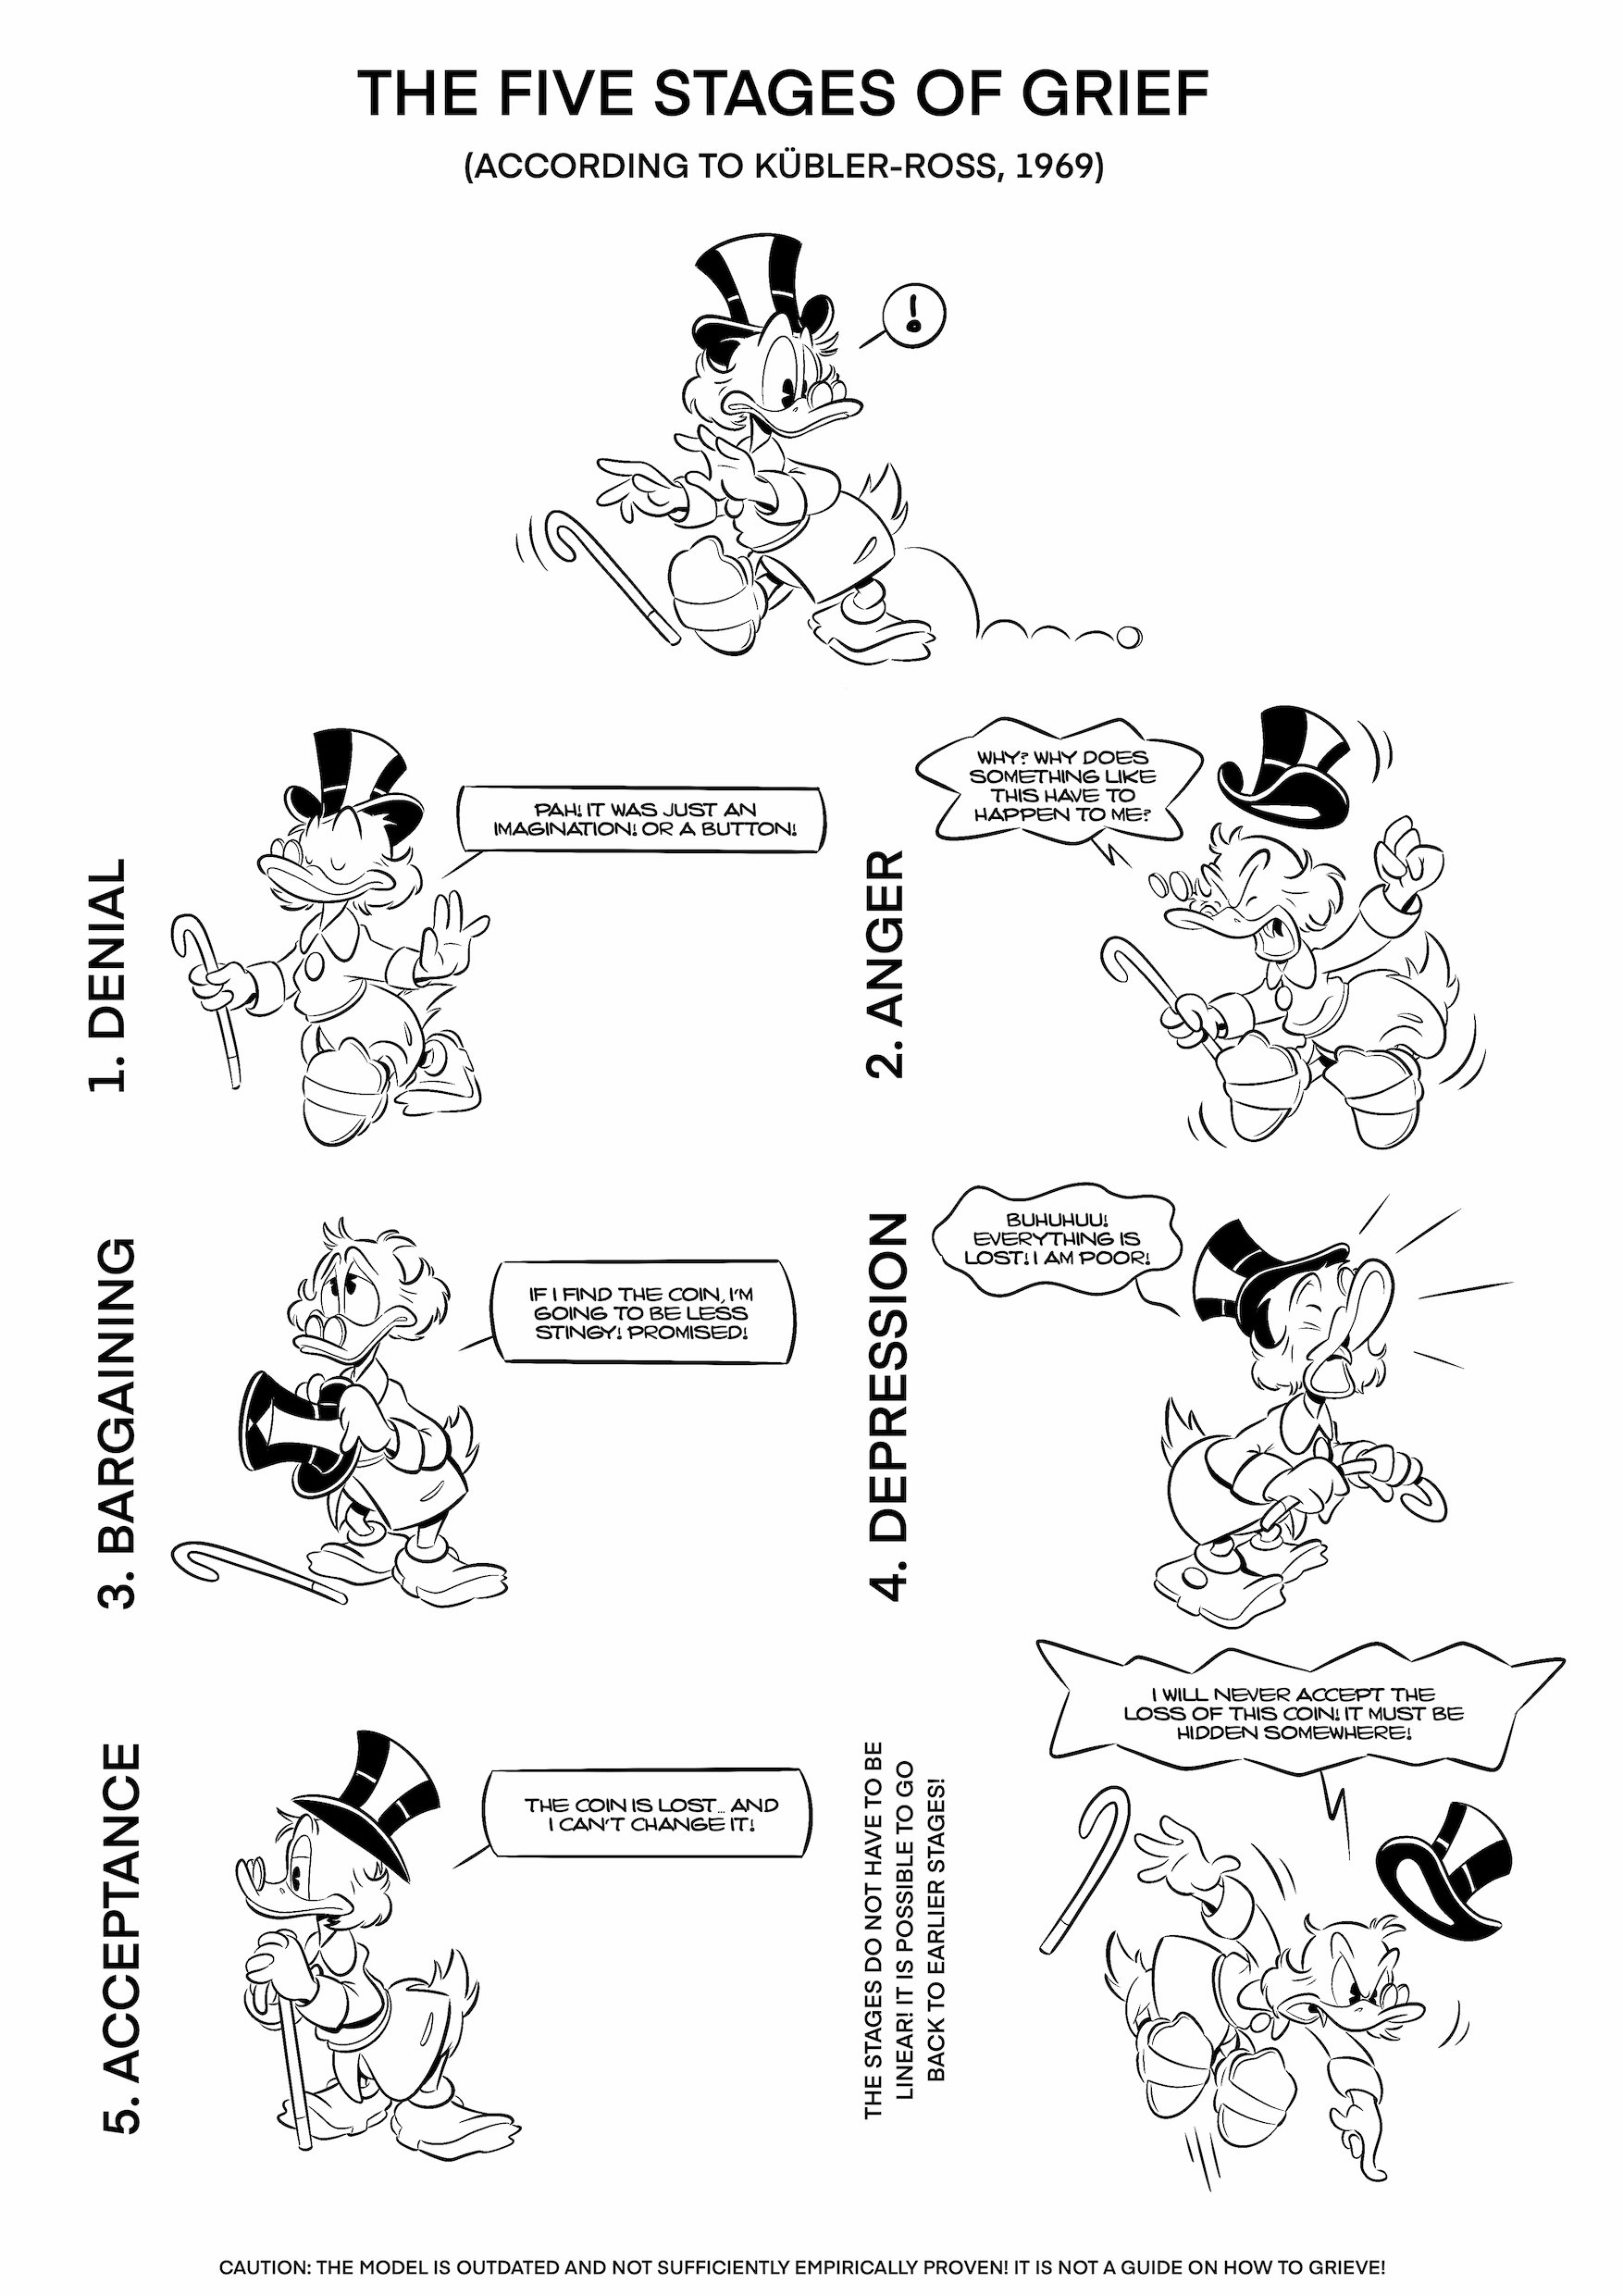 THE FIVE STAGES OF GRIEF
(ACCORDING TO KÜBLER-ROSS, 1969)
!
1. DENIAL
PAH! IT WAS JUST AN
IMAGINATION! OR A BUTTON!
2. ANGER
WHY? WHY DOES
SOMETHING LIKE
THIS HAVE TO
HAPPEN TO ME?
3. BARGAINING
IF I FIND THE COIN, I'M
GOING TO BE LESS
STINGY! PROMISED!
4. DEPRESSION
BUHUHUU!
EVERYTHING IS
LOST! I AM POOR!
5. ACCEPTANCE
THE COIN IS LOST... AND
I CAN'T CHANGE IT!
THE STAGES DO NOT HAVE TO BE
LINEAR! IT IS POSSIBLE TO GO
BACK TO EARLIER STAGES!
I WILL NEVER ACCEPT THE
LOSS OF THIS COIN! IT MUST BE
HIDDEN SOMEWHERE!
CAUTION: THE MODEL IS OUTDATED AND NOT SUFFICIENTLY EMPIRICALLY PROVEN! IT IS NOT A GUIDE ON HOW TO GRIEVE!